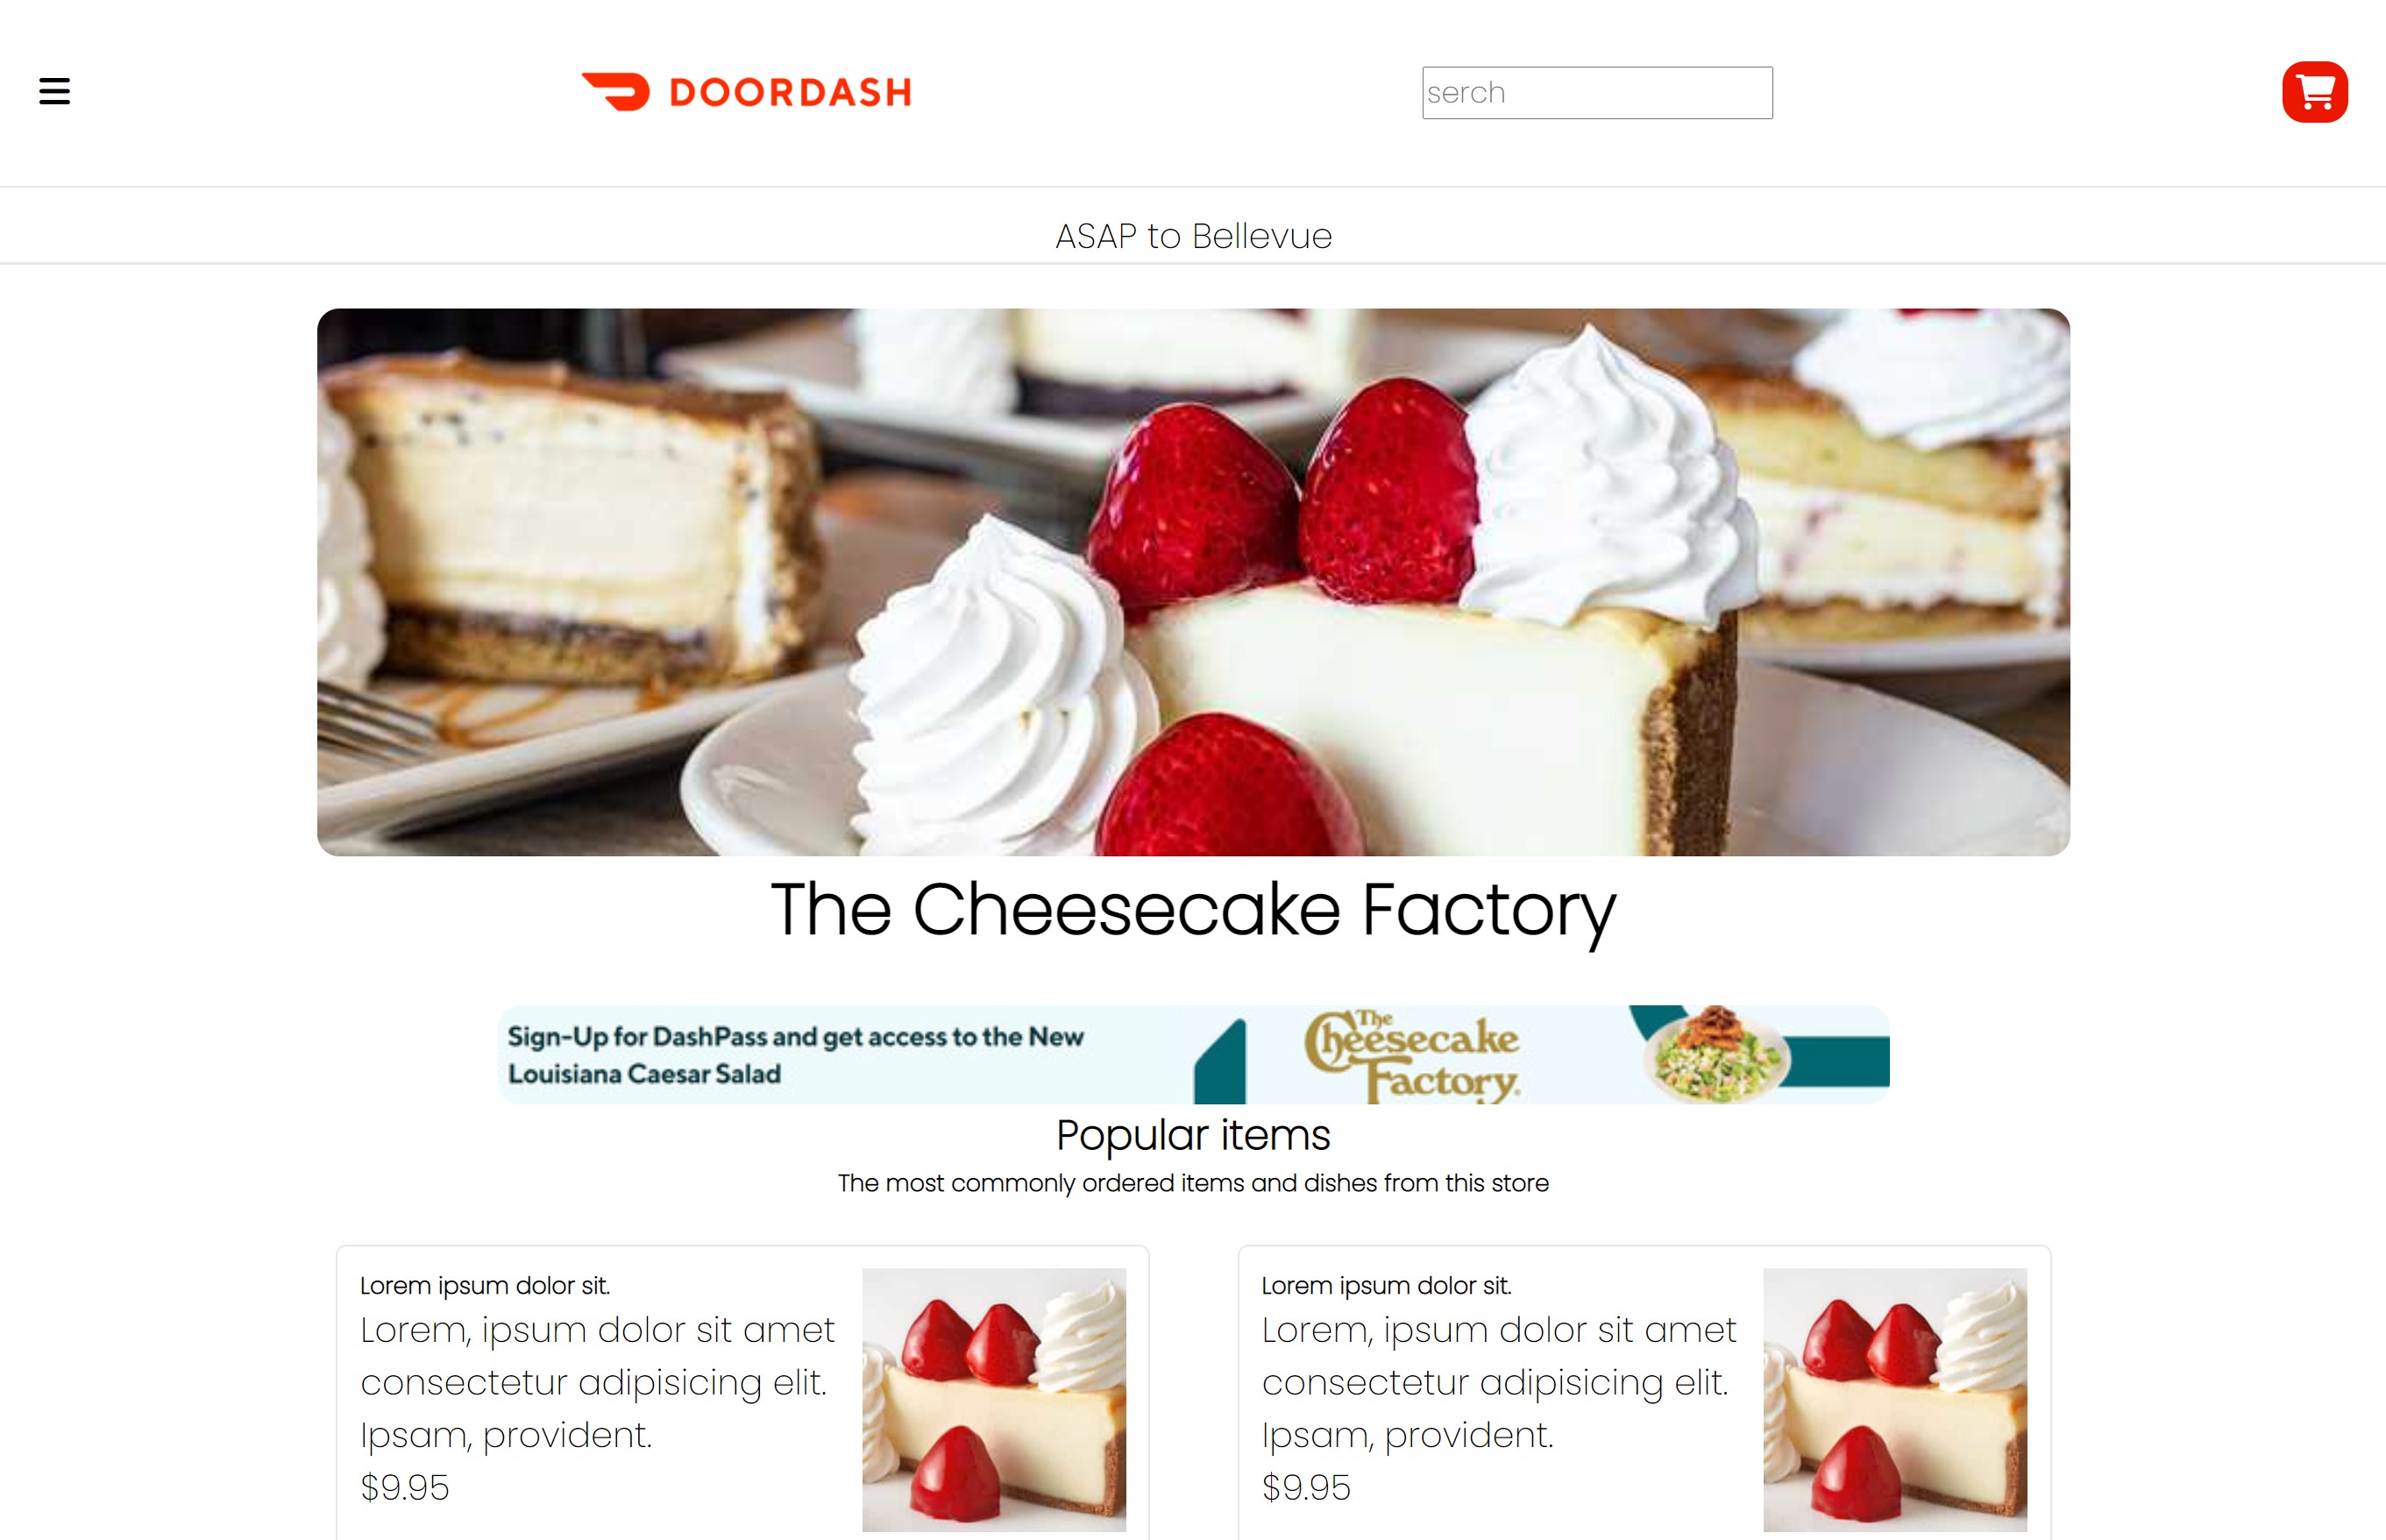 DOORDASH
serch
ASAP to Bellevue
The Cheesecake Factory
Sign-Up for DashPass and get access to the New
Louisiana Caesar Salad
The
Cheesecake
Factory.
Popular items
The most commonly ordered items and dishes from this store
Lorem ipsum dolor sit.
Lorem, ipsum dolor sit amet
consectetur adipisicing elit.
Ipsam, provident.
$9.95
Lorem ipsum dolor sit.
Lorem, ipsum dolor sit amet
consectetur adipisicing elit.
Ipsam, provident.
$9.95